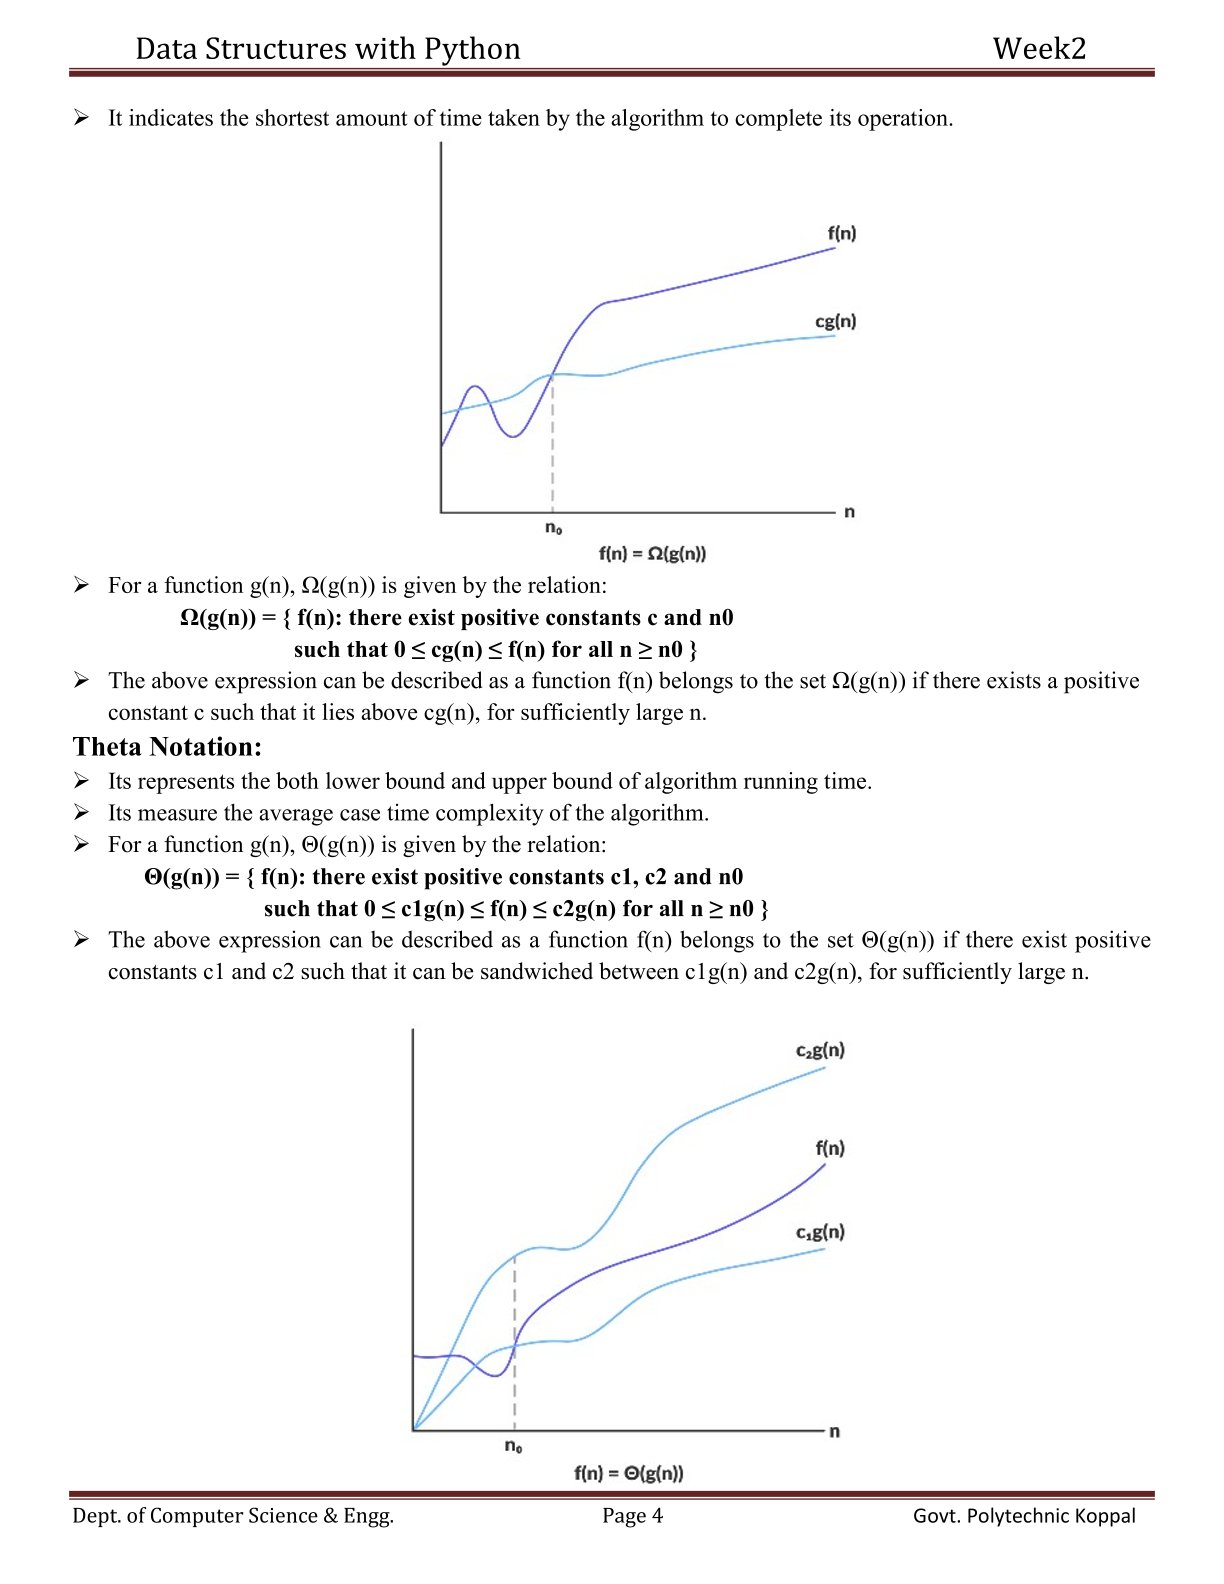 Data Structures with Python Week2
➢ It indicates the shortest amount of time taken by the algorithm to complete its operation.
f(n)
cg(n)
n
n₀
f(n) = Ω(g(n))
➢ For a function g(n), Ω(g(n)) is given by the relation:
Ω(g(n)) = { f(n): there exist positive constants c and n0
such that 0 ≤ cg(n) ≤ f(n) for all n ≥ n0 }
➢ The above expression can be described as a function f(n) belongs to the set Ω(g(n)) if there exists a positive
constant c such that it lies above cg(n), for sufficiently large n.
Theta Notation:
➢ Its represents the both lower bound and upper bound of algorithm running time.
➢ Its measure the average case time complexity of the algorithm.
➢ For a function g(n), Θ(g(n)) is given by the relation:
Θ(g(n)) = { f(n): there exist positive constants c1, c2 and n0
such that 0 ≤ c1g(n) ≤ f(n) ≤ c2g(n) for all n ≥ n0 }
➢ The above expression can be described as a function f(n) belongs to the set Θ(g(n)) if there exist positive
constants c1 and c2 such that it can be sandwiched between c1g(n) and c2g(n), for sufficiently large n.
c₂g(n)
f(n)
c₁g(n)
n
n₀
f(n) = Θ(g(n))
Dept. of Computer Science & Engg. Page 4 Govt. Polytechnic Koppal